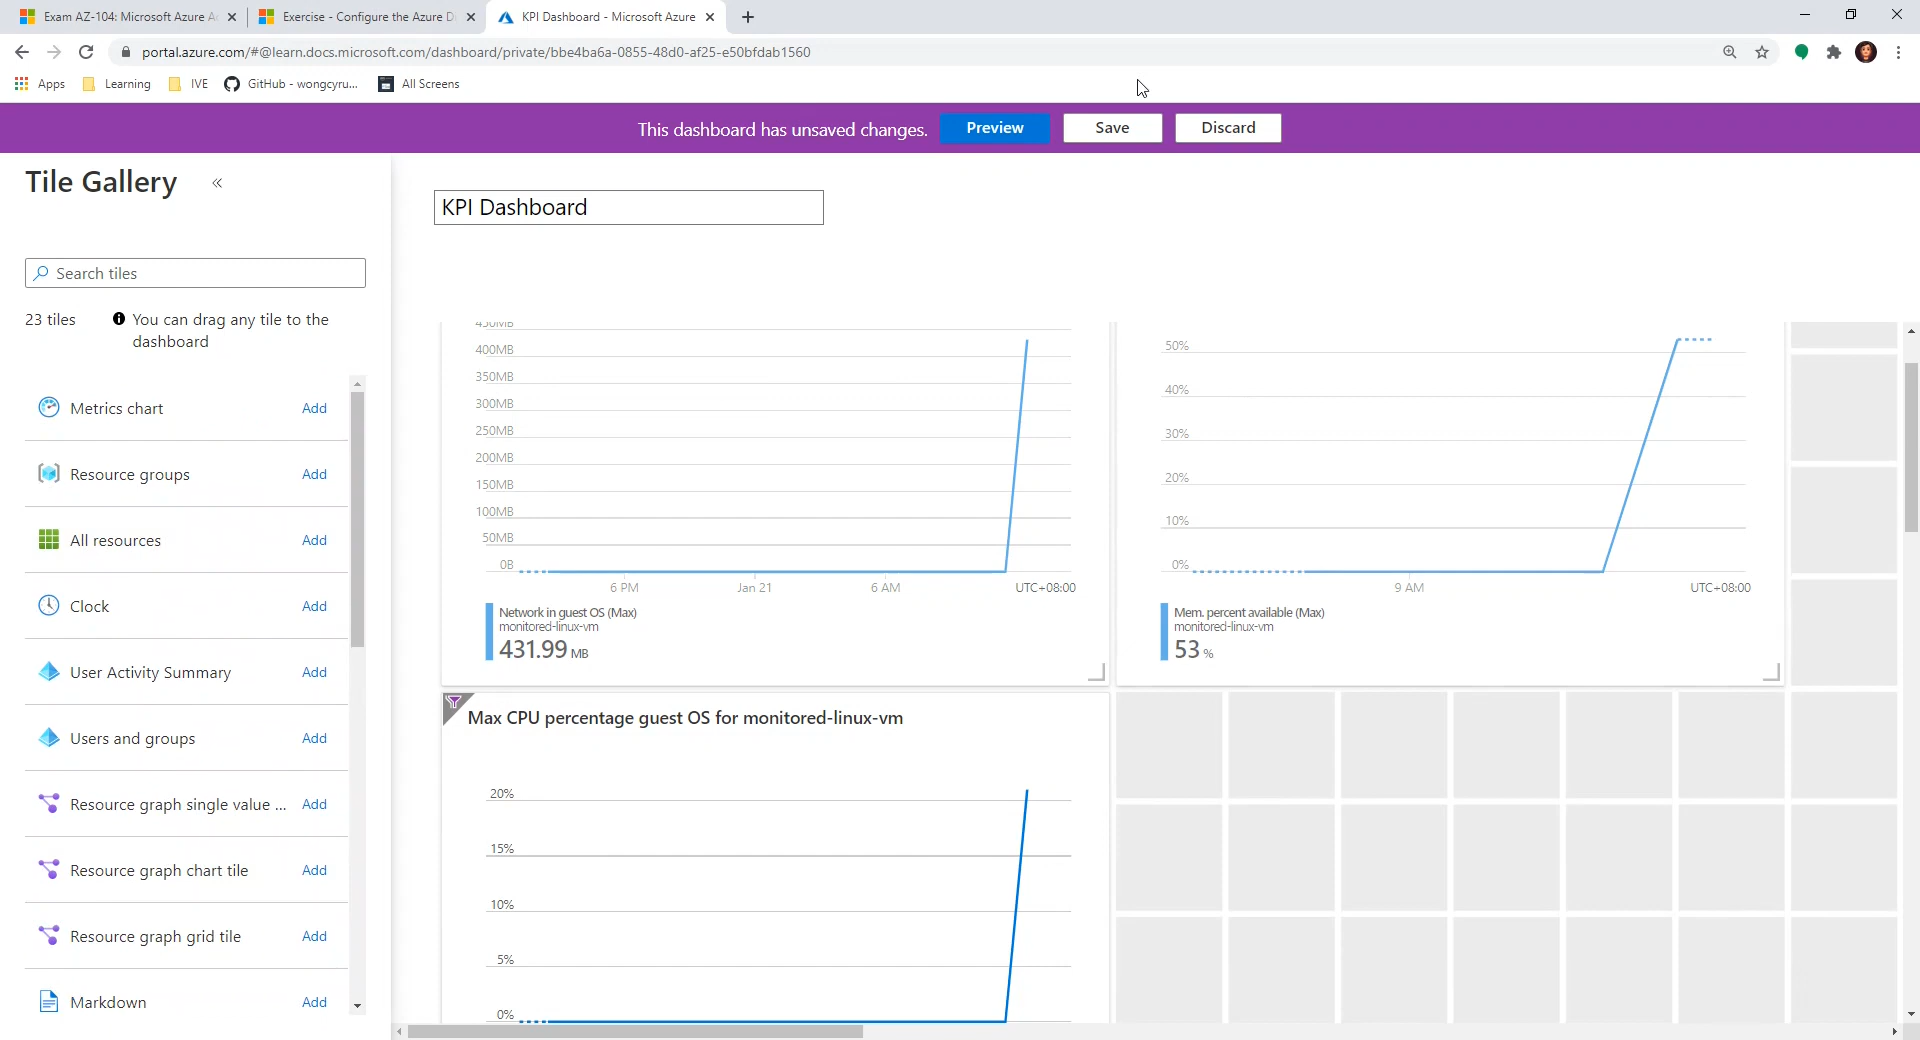 Exam AZ-104: Microsoft Azure A
Exercise - Configure the Azure D
KPI Dashboard - Microsoft Azure
portal.azure.com/#@learn.docs.microsoft.com/dashboard/private/bbe4ba6a-0855-48d0-af25-e50bfdab1560
Apps
Learning
IVE
GitHub - wongcyru...
All Screens
This dashboard has unsaved changes.
Preview
Save
Discard
Tile Gallery
«
KPI Dashboard
Search tiles
23 tiles
You can drag any tile to the
dashboard
Metrics chart
Add
Resource groups
Add
All resources
Add
Clock
Add
User Activity Summary
Add
Users and groups
Add
Resource graph single value ...
Add
Resource graph chart tile
Add
Resource graph grid tile
Add
Markdown
Add
450MB
400MB
350MB
300MB
250MB
200MB
150MB
100MB
50MB
0B
6 PM
Jan 21
6 AM
UTC+08:00
Network in guest OS (Max)
monitored-linux-vm
431.99 MB
50%
40%
30%
20%
10%
0%
9 AM
UTC+08:00
Mem. percent available (Max)
monitored-linux-vm
53 %
Max CPU percentage guest OS for monitored-linux-vm
20%
15%
10%
5%
0%